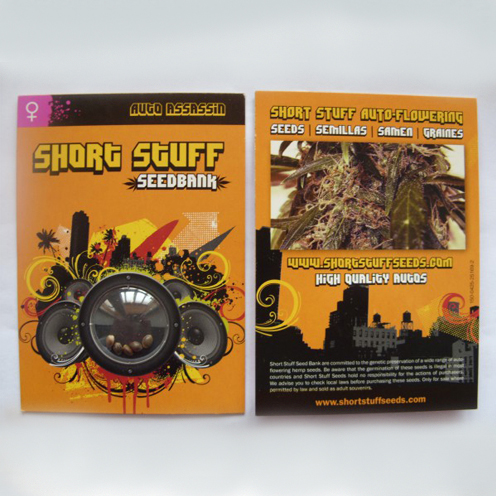 AUTO ASSASSIN
SHORT STUFF
SEEDBANK
SHORT STUFF AUTO-FLOWERING
SEEDS | SEMILLAS | SAMEN | GRAINES
WWW.SHORTSTUFFSEEDS.COM
HIGH QUALITY AUTOS
Short Stuff Seed Bank are committed to the genetic preservation of a wide range of auto
flowering hemp seeds. Be aware that the germination of these seeds is illegal in most
countries and Short Stuff Seeds hold no responsibility for the actions of purchasers.
We advise you to check local laws before purchasing these seeds. Only for sale where
permitted by law and sold as adult souvenirs.
www.shortstuffseeds.com